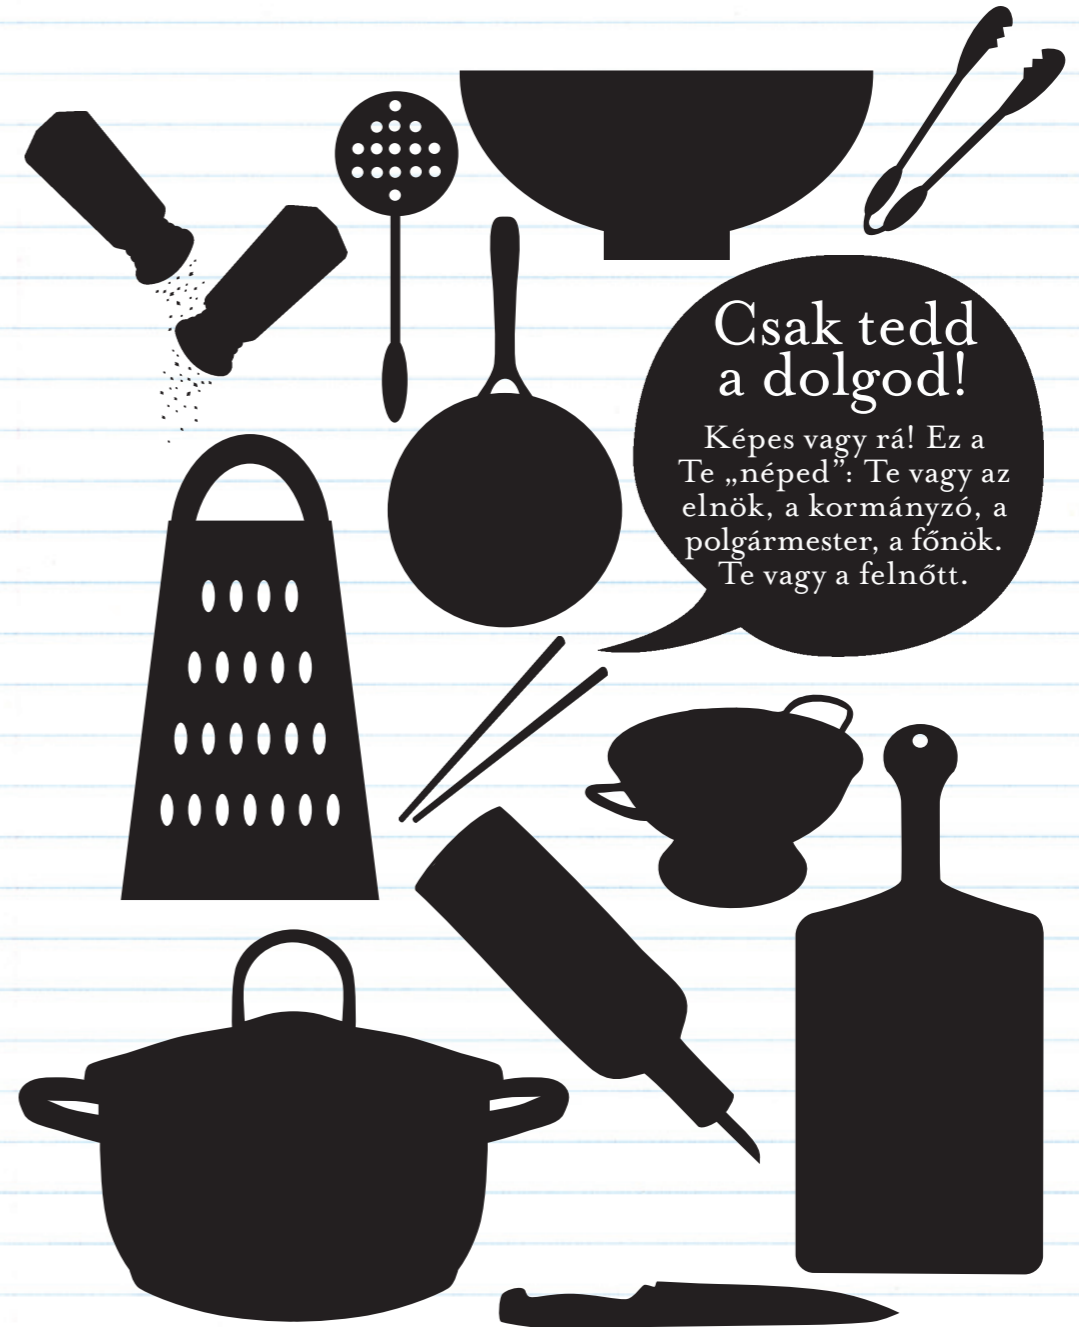 Csak tedd
a dolgod!
Képes vagy rá! Ez a
Te „néped”: Te vagy az
elnök, a kormányzó, a
polgármester, a főnök.
Te vagy a felnőtt.